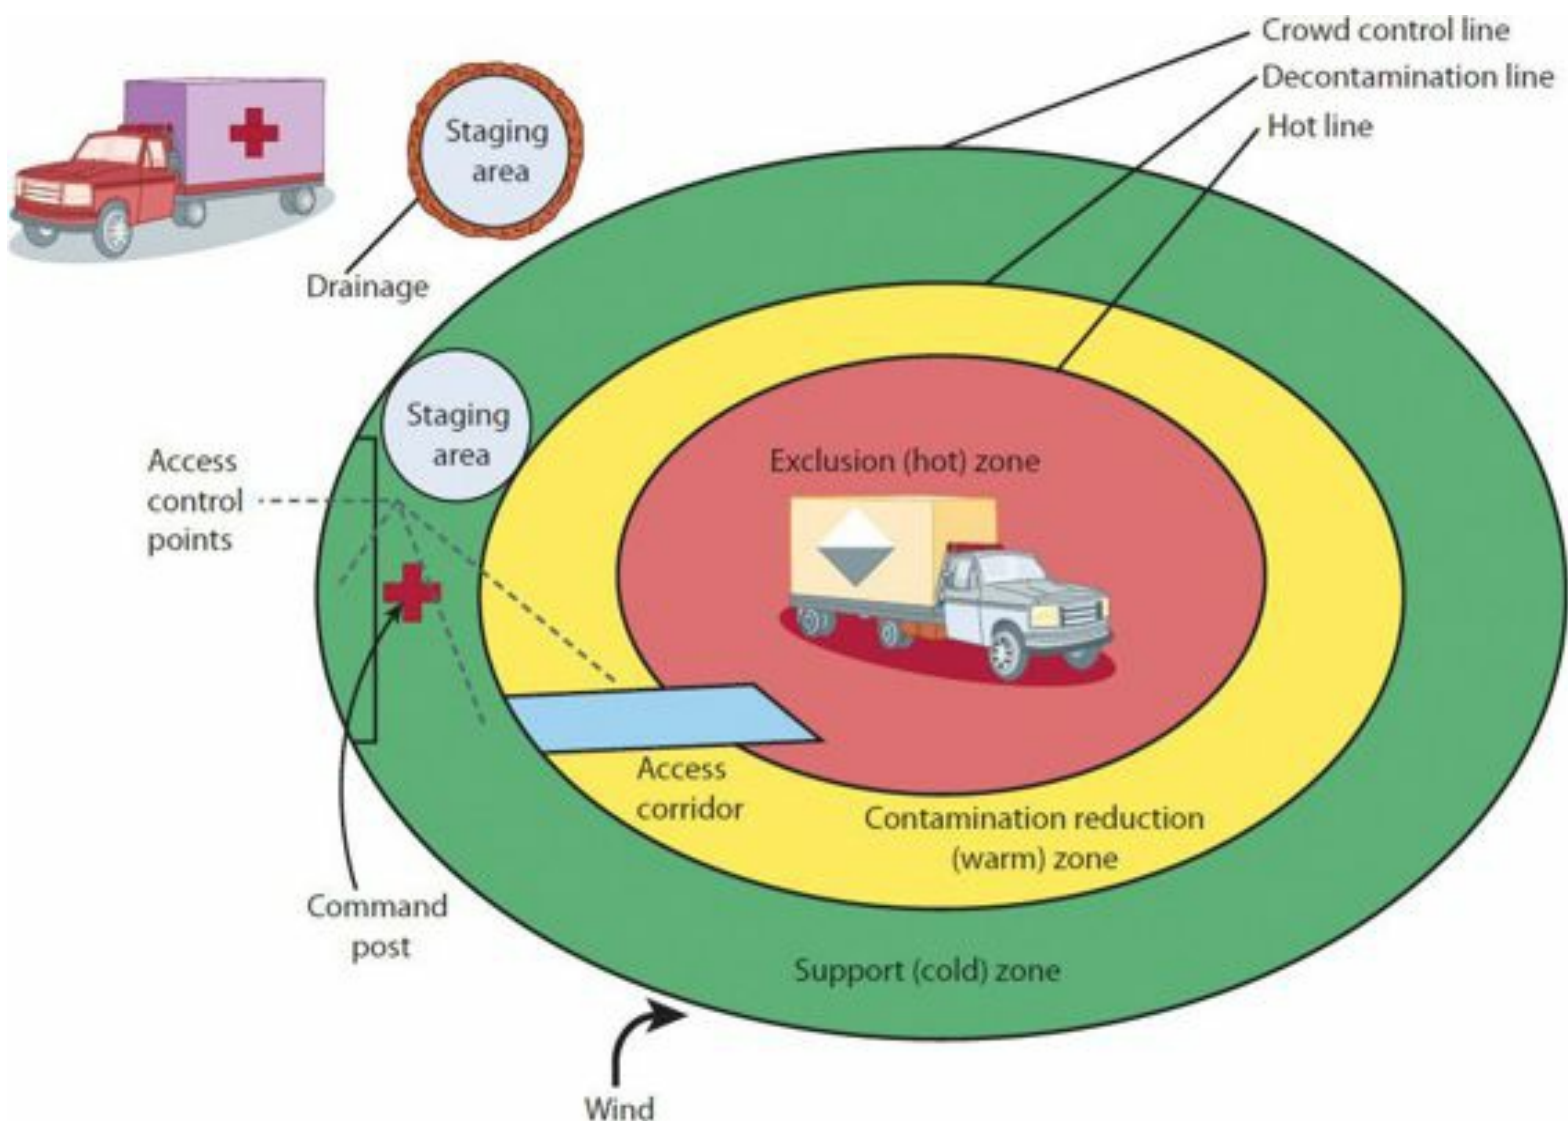 Crowd control line
Decontamination line
Hot line
Staging
area
Drainage
Staging
area
Access
control
points
Exclusion (hot) zone
Access
corridor
Contamination reduction
(warm) zone
Command
post
Support (cold) zone
Wind